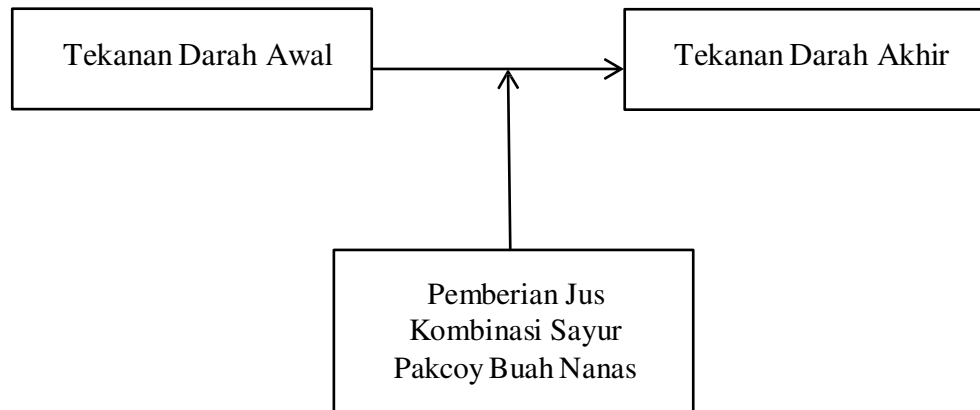 Tekanan Darah Awal
Tekanan Darah Akhir
Pemberian Jus
Kombinasi Sayur
Pakcoy Buah Nanas